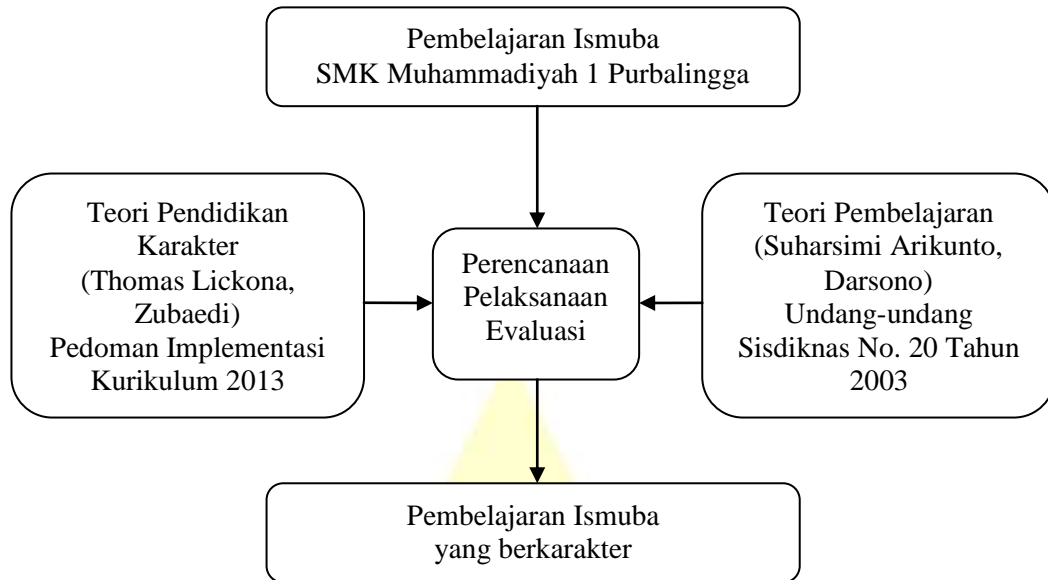 Pembelajaran Ismuba
SMK Muhammadiyah 1 Purbalingga
Teori Pendidikan
Karakter
(Thomas Lickona,
Zubaedi)
Pedoman Implementasi
Kurikulum 2013
Perencanaan
Pelaksanaan
Evaluasi
Teori Pembelajaran
(Suharsimi Arikunto,
Darsono)
Undang-undang
Sisdiknas No. 20 Tahun
2003
Pembelajaran Ismuba
yang berkarakter